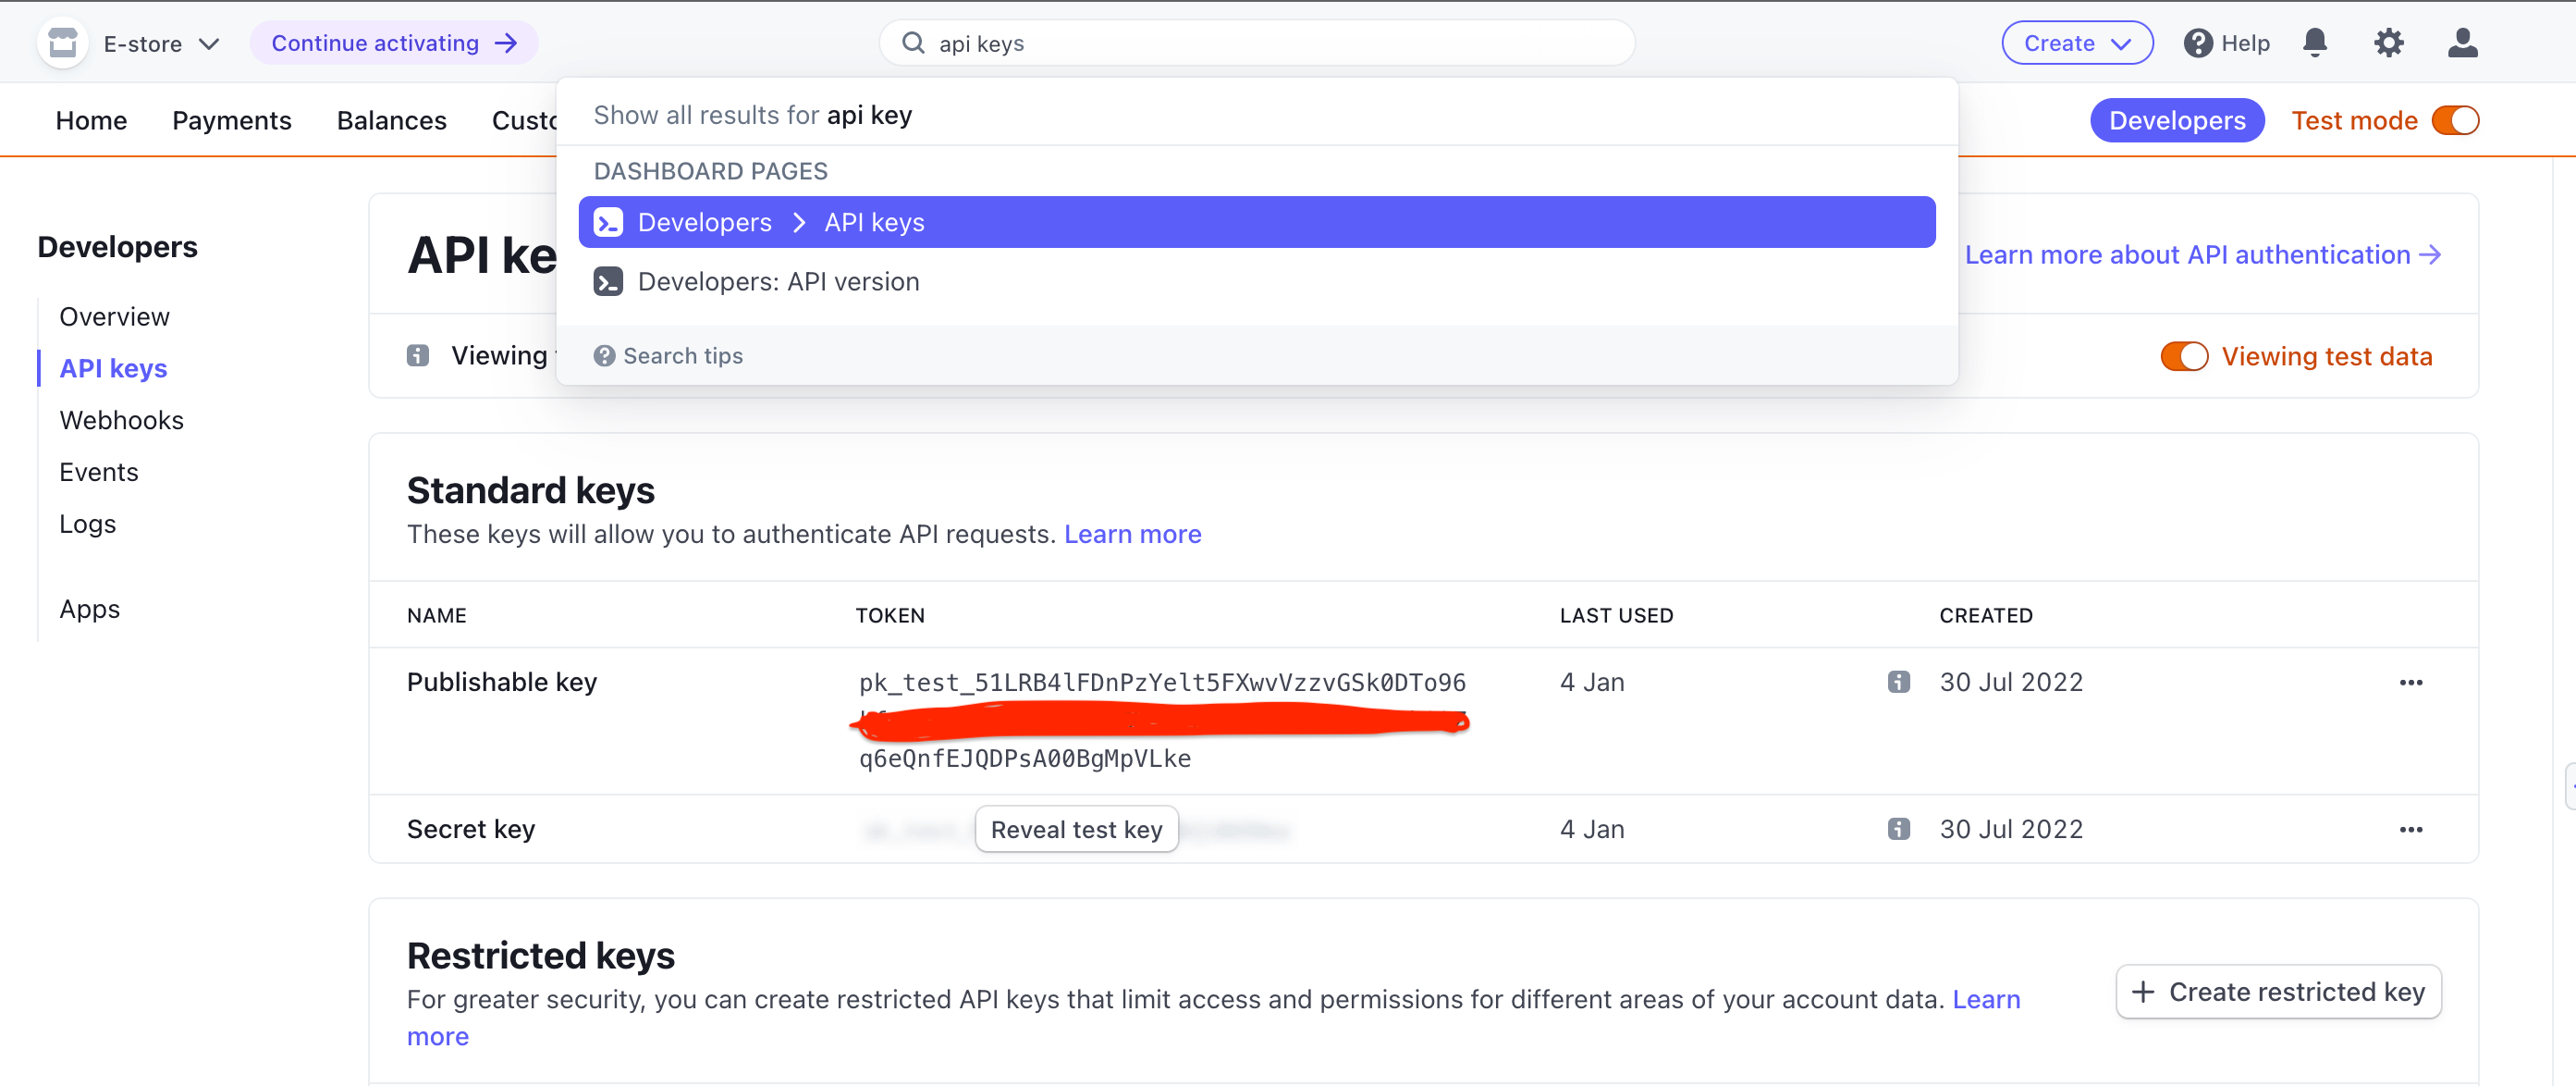 E-store
Continue activating
api keys
Create
Help
Home
Payments
Balances
Developers
Test mode
Show all results for api key
DASHBOARD PAGES
Developers > API keys
Developers: API version
Search tips
Developers
Overview
API keys
Webhooks
Events
Logs
Apps
API
Learn more about API authentication
Viewing
Viewing test data
Standard keys
These keys will allow you to authenticate API requests. Learn more
NAME TOKEN LAST USED CREATED
Publishable key pk_test_51LRB4lFDnPzYelt5FXwvVzzvGSk0DTo96 4 Jan 30 Jul 2022
q6eQnfEJQDPsA00BgMpVLke
Secret key Reveal test key 4 Jan 30 Jul 2022
Restricted keys
For greater security, you can create restricted API keys that limit access and permissions for different areas of your account data. Learn
more
+ Create restricted key